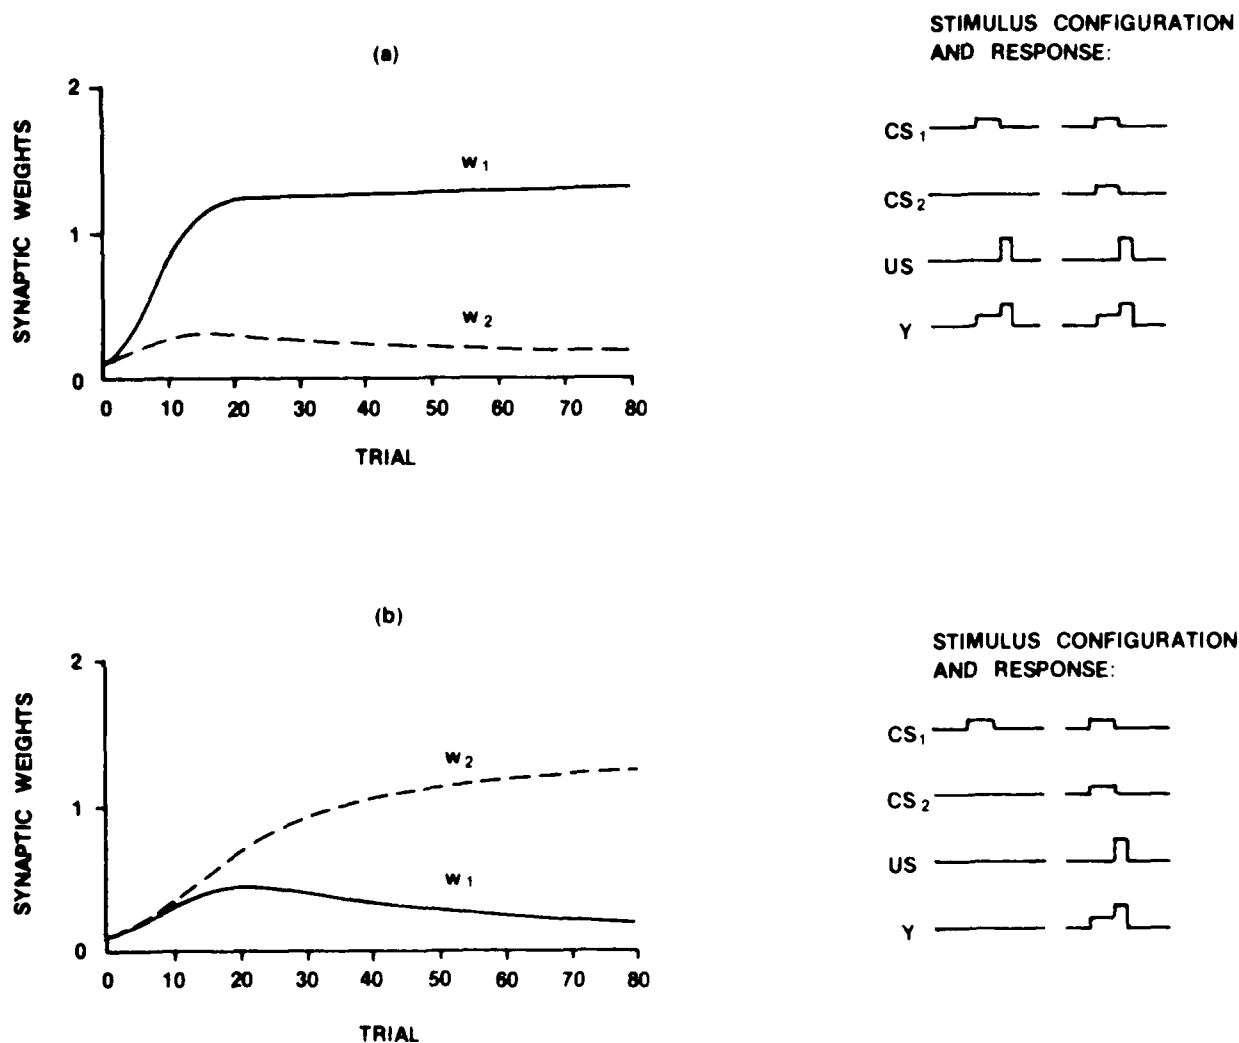 (a)
STIMULUS CONFIGURATION
AND RESPONSE:
2
1
0
SYNAPTIC WEIGHTS
w1
w2
0 10 20 30 40 50 60 70 80
TRIAL
CS1
CS2
US
Y
(b)
STIMULUS CONFIGURATION
AND RESPONSE:
2
1
0
SYNAPTIC WEIGHTS
w2
w1
0 10 20 30 40 50 60 70 80
TRIAL
CS1
CS2
US
Y